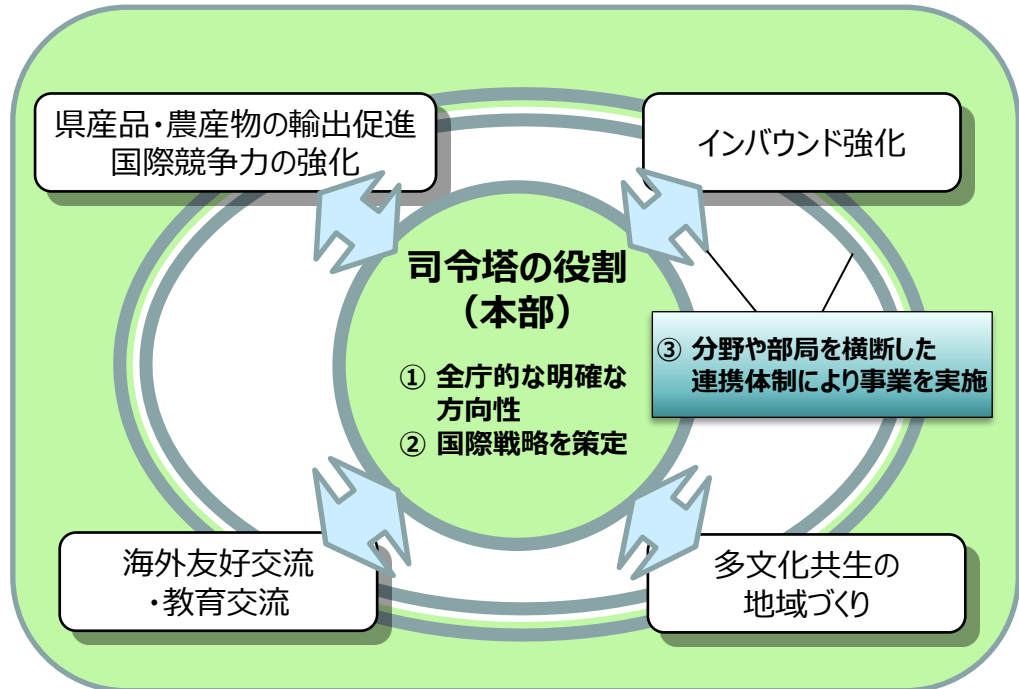 県産品・農産物の輸出促進
国際競争力の強化
インバウンド強化
司令塔の役割
（本部）
① 全庁的な明確な
方向性
② 国際戦略を策定
③ 分野や部局を横断した
連携体制により事業を実施
海外友好交流
・教育交流
多文化共生の
地域づくり